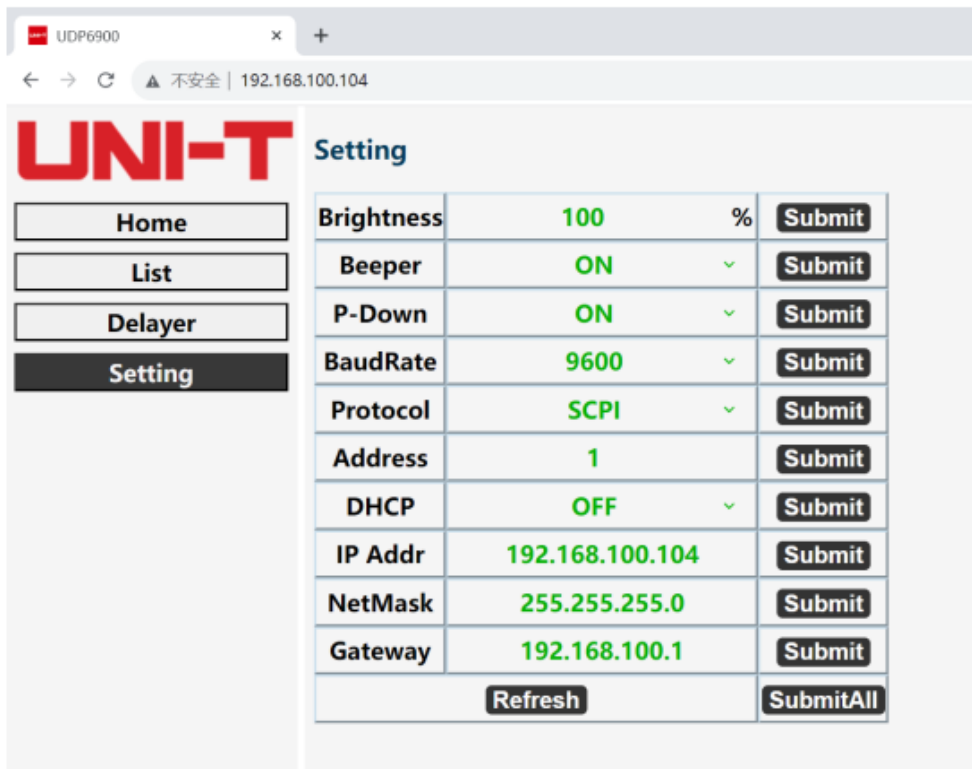 UDP6900
不安全 | 192.168.100.104
UNI-T
Home
List
Delayer
Setting
Setting
Brightness 100 % Submit
Beeper ON Submit
P-Down ON Submit
BaudRate 9600 Submit
Protocol SCPI Submit
Address 1 Submit
DHCP OFF Submit
IP Addr 192.168.100.104 Submit
NetMask 255.255.255.0 Submit
Gateway 192.168.100.1 Submit
Refresh SubmitAll